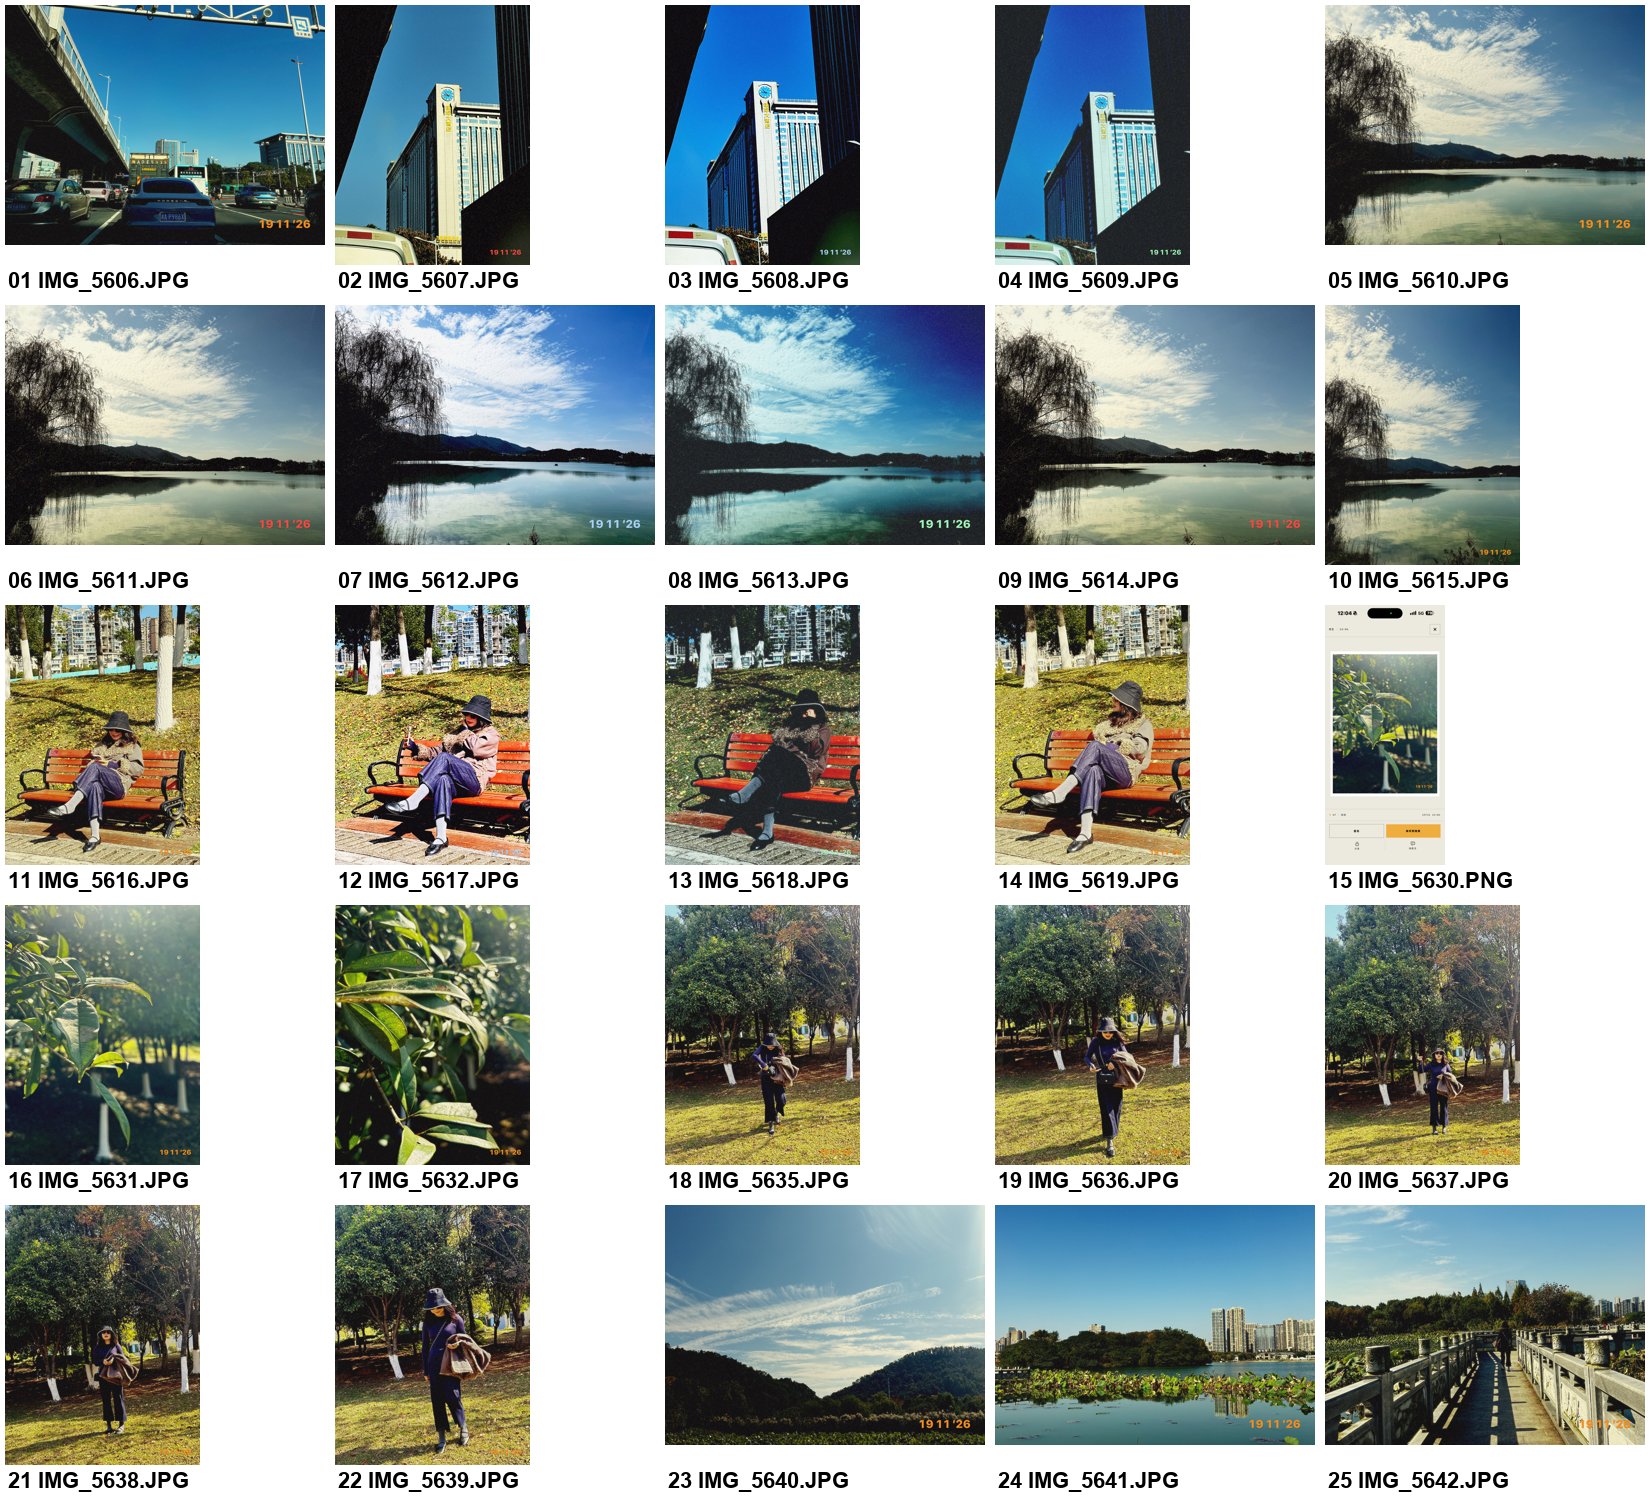 19 11 '26
01 IMG_5606.JPG
19 11 '26
02 IMG_5607.JPG
19 11 '26
03 IMG_5608.JPG
19 11 '26
04 IMG_5609.JPG
19 11 '26
05 IMG_5610.JPG
19 11 '26
06 IMG_5611.JPG
19 11 '26
07 IMG_5612.JPG
19 11 '26
08 IMG_5613.JPG
19 11 '26
09 IMG_5614.JPG
19 11 '26
10 IMG_5615.JPG
11 IMG_5616.JPG
12 IMG_5617.JPG
13 IMG_5618.JPG
14 IMG_5619.JPG
12:04
5G
15 IMG_5630.PNG
19 11 '26
16 IMG_5631.JPG
19 11 '26
17 IMG_5632.JPG
18 IMG_5635.JPG
19 IMG_5636.JPG
20 IMG_5637.JPG
21 IMG_5638.JPG
22 IMG_5639.JPG
19 11 '26
23 IMG_5640.JPG
19 11 '26
24 IMG_5641.JPG
19 11 '26
25 IMG_5642.JPG